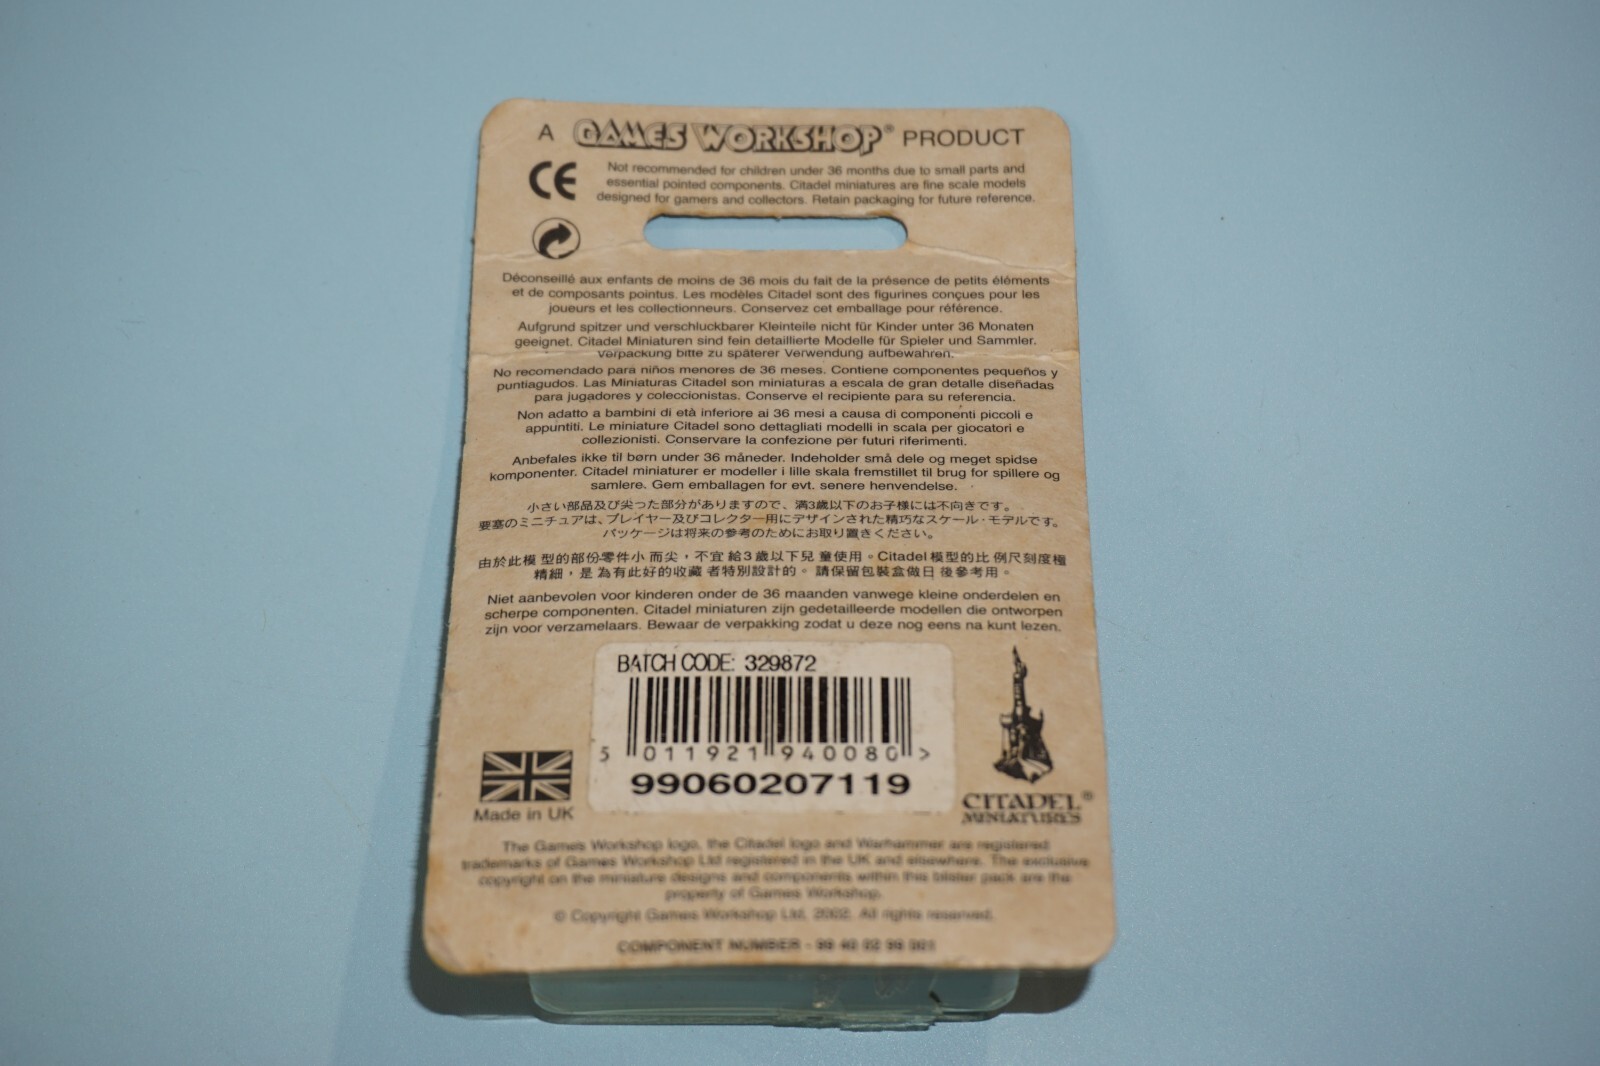 A GAMES WORKSHOP® PRODUCT
CE
Not recommended for children under 36 months due to small parts and
essential pointed components. Citadel miniatures are fine scale models
designed for gamers and collectors. Retain packaging for future reference.
Déconseillé aux enfants de moins de 36 mois du fait de la présence de petits éléments
et de composants pointus. Les modèles Citadel sont des figurines conçues pour les
joueurs et les collectionneurs. Conservez cet emballage pour référence.
Aufgrund spitzer und verschluckbarer Kleinteile nicht für Kinder unter 36 Monaten
geeignet. Citadel Miniaturen sind fein detaillierte Modelle für Spieler und Sammler.
Verpackung bitte zu späterer Verwendung aufbewahren.
No recomendado para niños menores de 36 meses. Contiene componentes pequeños y
puntiagudos. Las Miniaturas Citadel son miniaturas a escala de gran detalle diseñadas
para jugadores y coleccionistas. Conserve el recipiente para su referencia.
Non adatto a bambini di età inferiore ai 36 mesi a causa di componenti piccoli e
appuntiti. Le miniature Citadel sono dettagliati modelli in scala per giocatori e
collezionisti. Conservare la confezione per futuri riferimenti.
Anbefales ikke til børn under 36 måneder. Indeholder små dele og meget spidse
komponenter. Citadel miniaturer er modeller i lille skala fremstillet til brug for spillere og
samlere. Gem emballagen for evt. senere henvendelse.
小さい部品及び尖った部分がありますので、満3歳以下のお子様には不向きです。
要塞のミニチュアは、プレイヤー及びコレクター用にデザインされた精巧なスケール・モデルです。
パッケージは将来の参考のためにお取り置きください。
由於此模型的部份零件小而尖，不宜給3歲以下兒童使用。Citadel模型的比例尺刻度極
精細，是為有此好的收藏者特別設計的。請保留包裝盒做日後參考用。
Niet aanbevolen voor kinderen onder de 36 maanden vanwege kleine onderdelen en
scherpe componenten. Citadel miniaturen zijn gedetailleerde modellen die ontworpen
zijn voor verzamelaars. Bewaar de verpakking zodat u deze nog eens na kunt lezen.
BATCH CODE: 329872
5 011921 940080 >
99060207119
Made in UK
CITADEL®
MINIATURES
The Games Workshop logo, the Citadel logo and Warhammer are registered
trademarks of Games Workshop Ltd registered in the UK and elsewhere. The exclusive
copyright on the miniature designs and components within this blister pack are the
property of Games Workshop.
© Copyright Games Workshop Ltd, 2002. All rights reserved.
COMPONENT NUMBER - 99 40 02 99 001